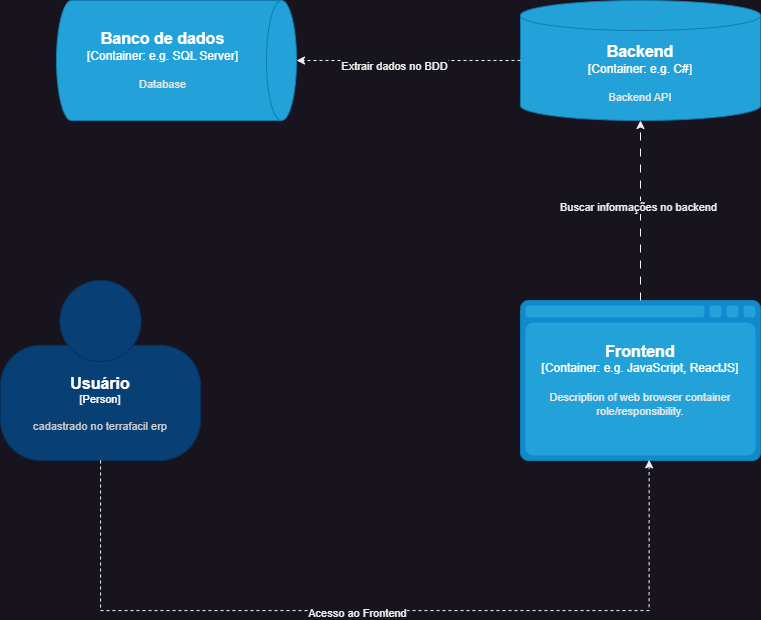 Banco de dados
[Container: e.g. SQL Server]
Database
Extrair dados no BDD
Backend
[Container: e.g. C#]
Backend API
Buscar informações no backend
Usuário
[Person]
cadastrado no terrafacil erp
Frontend
[Container: e.g. JavaScript, ReactJS]
Description of web browser container
role/responsibility.
Acesso ao Frontend